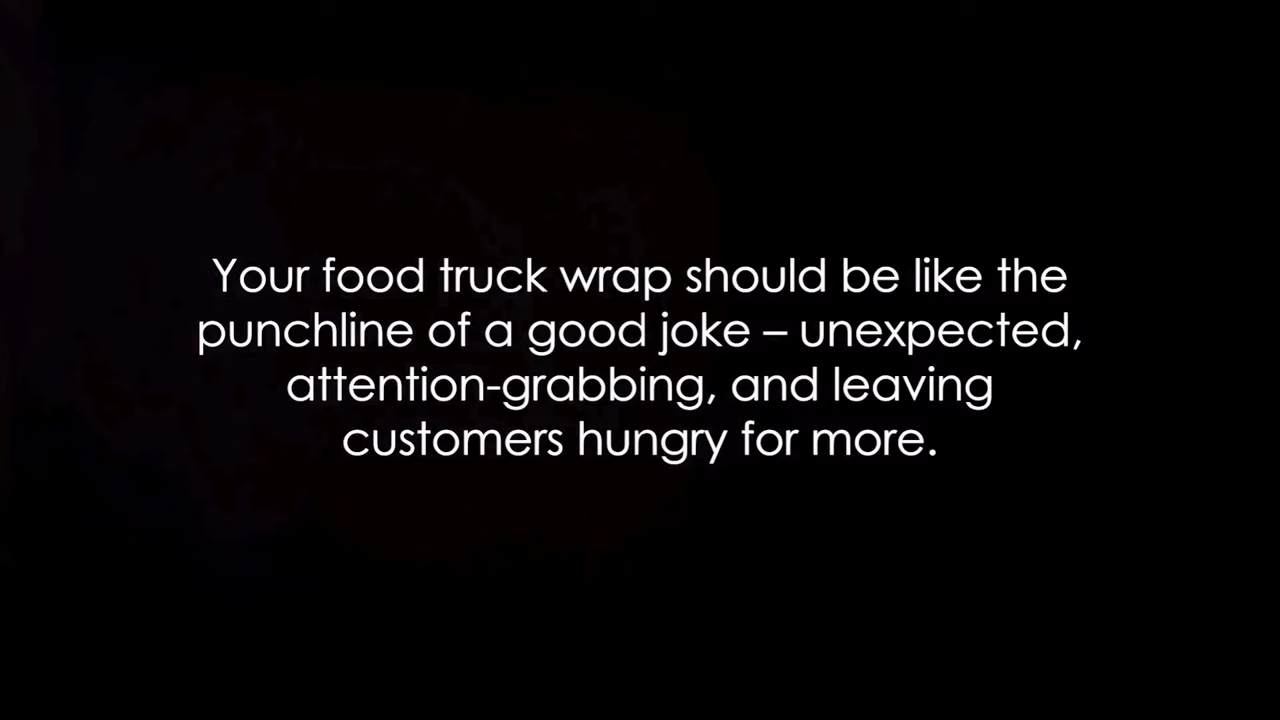 Your food truck wrap should be like the
punchline of a good joke – unexpected,
attention-grabbing, and leaving
customers hungry for more.